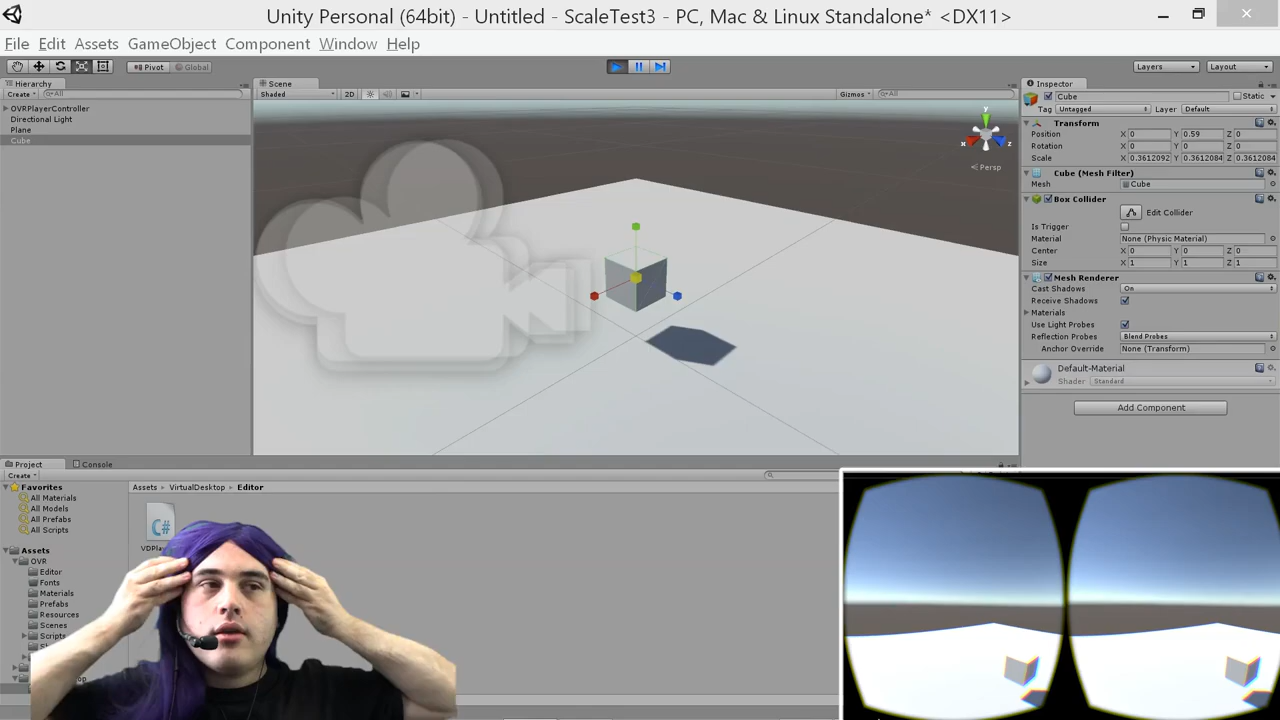 Unity Personal (64bit) - Untitled - ScaleTest3 - PC, Mac & Linux Standalone* <DX11>
File Edit Assets GameObject Component Window Help
Pivot Global Layers Layout
Hierarchy
Create All
OVRPlayerController
Directional Light
Plane
Cube
Scene
Shaded 2D Gizmos All
y
x z
Persp
Inspector
Cube Static
Tag Untagged Layer Default
Transform
Position X 0 Y 0.59 Z 0
Rotation X 0 Y 0 Z 0
Scale X 0.3612092 Y 0.3612084 Z 0.3612084
Cube (Mesh Filter)
Mesh Cube
Box Collider
Edit Collider
Is Trigger
Material None (Physic Material)
Center X 0 Y 0 Z 0
Size X 1 Y 1 Z 1
Mesh Renderer
Cast Shadows On
Receive Shadows
Materials
Use Light Probes
Reflection Probes Blend Probes
Anchor Override None (Transform)
Default-Material
Shader Standard
Add Component
Project Console
Create
Favorites
All Materials
All Models
All Prefabs
All Scripts
Assets
OVR
Editor
Fonts
Materials
Prefabs
Resources
Scenes
Scripts
Assets VirtualDesktop Editor
C#